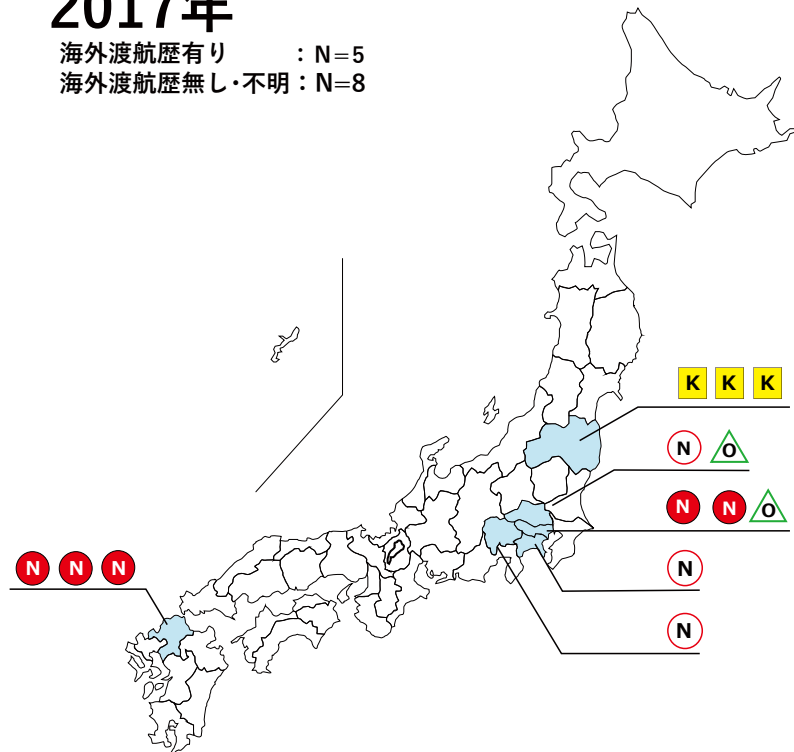 2017年
海外渡航歴有り : N=5
海外渡航歴無し･不明 : N=8
K K K
N O
N N O
N N N
N
N